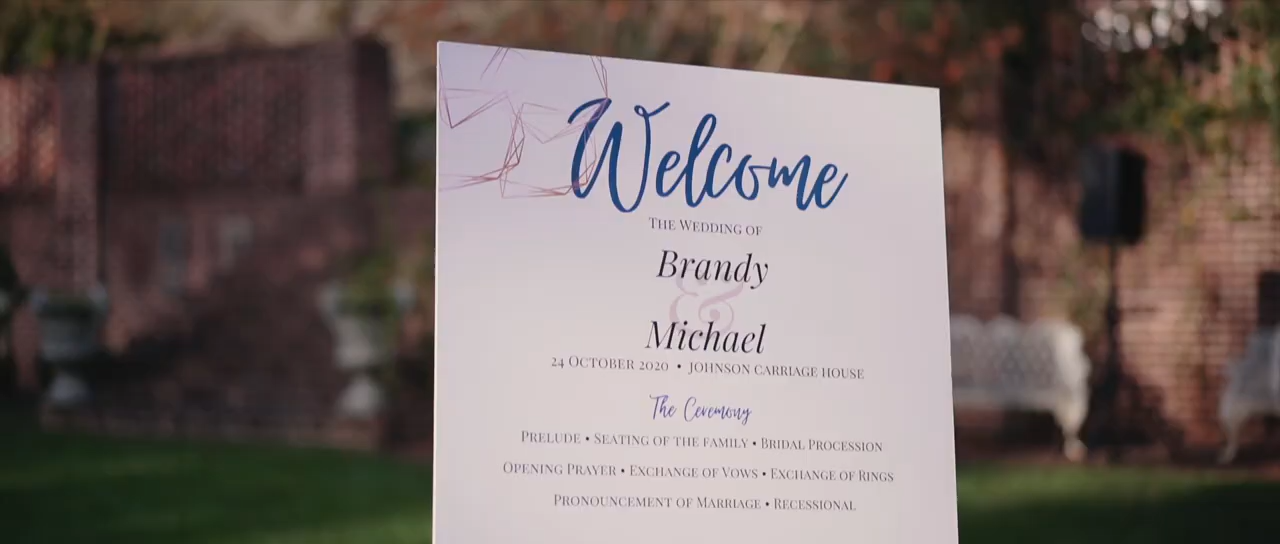 Welcome
The Wedding of
Brandy
&
Michael
24 October 2020 • Johnson Carriage House
The Ceremony
Prelude • Seating of the Family • Bridal Procession
Opening Prayer • Exchange of Vows • Exchange of Rings
Pronouncement of Marriage • Recessional